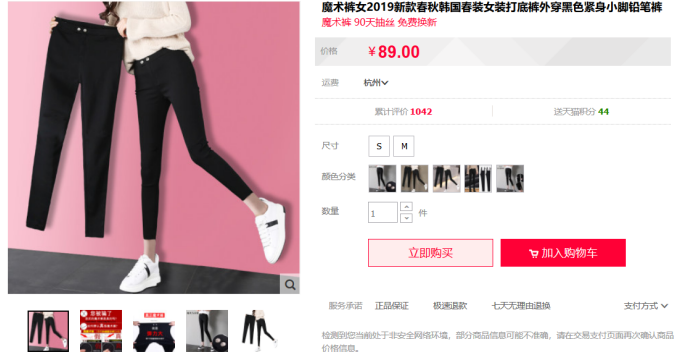 魔术裤女2019新款春秋韩国春装女装打底裤外穿黑色紧身小脚铅笔裤
魔术裤 90天抽丝 免费换新
价格 ¥89.00
运费 杭州
累计评价 1042 送天猫积分 44
尺寸 S M
颜色分类
数量 1 件
立即购买 加入购物车
服务承诺 正品保证 极速退款 七天无理由退换 支付方式
检测到您当前处于非安全网络环境，部分商品信息可能不准确，请在交易支付页面再次确认商品
价格信息。